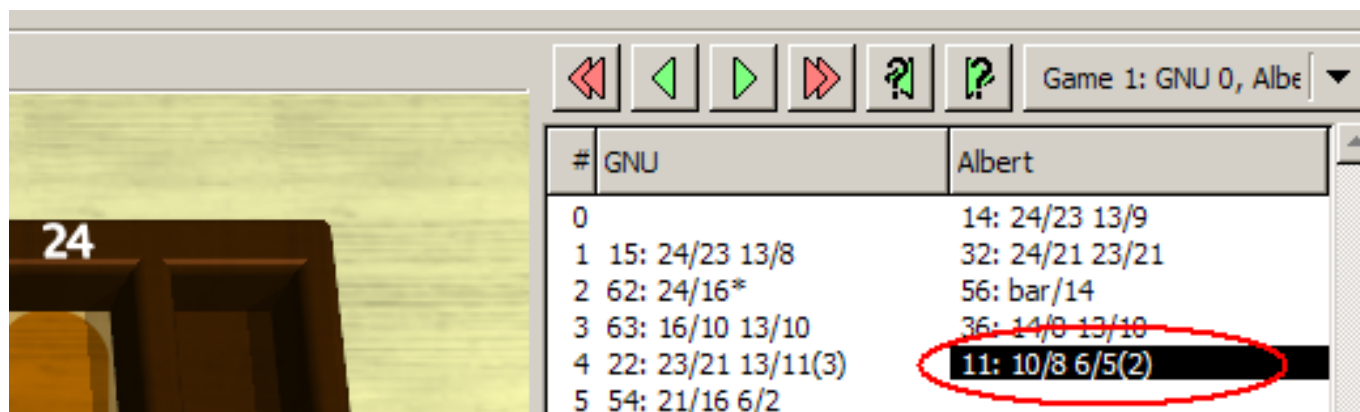 Game 1: GNU 0, Albe
# GNU Albert
24
0 14: 24/23 13/9
1 15: 24/23 13/8 32: 24/21 23/21
2 62: 24/16* 56: bar/14
3 63: 16/10 13/10 36: 14/8 13/10
4 22: 23/21 13/11(3) 11: 10/8 6/5(2)
5 54: 21/16 6/2